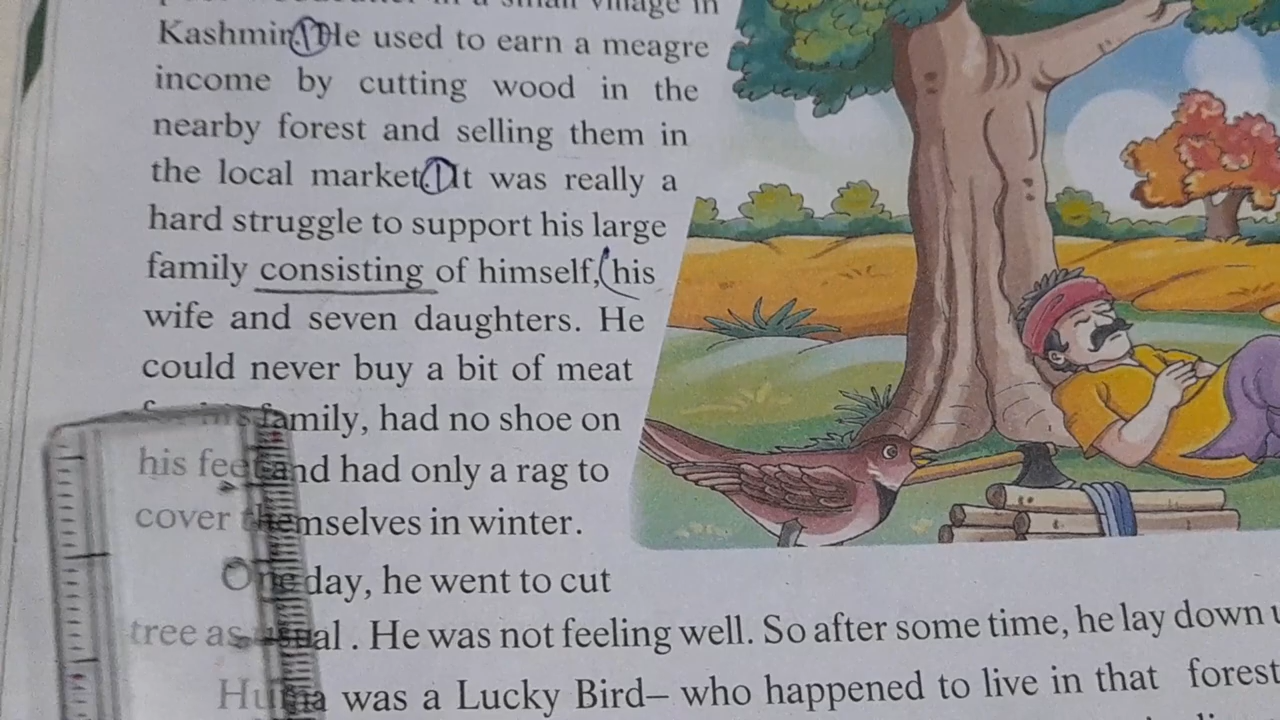 small village in
Kashmir. He used to earn a meagre
income by cutting wood in the
nearby forest and selling them in
the local market. It was really a
hard struggle to support his large
family consisting of himself, his
wife and seven daughters. He
could never buy a bit of meat
family, had no shoe on
his feet and had only a rag to
cover themselves in winter.
One day, he went to cut
tree as usual . He was not feeling well. So after some time, he lay down
Huma was a Lucky Bird– who happened to live in that forest